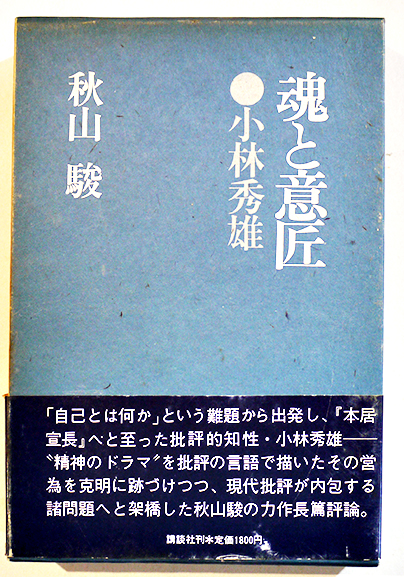 魂と意匠
●小林秀雄
秋山 駿
「自己とは何か」という難題から出発し、『本居
宣長』へと至った批評的知性・小林秀雄——
〝精神のドラマ〟を批評の言語で描いたその営
為を克明に跡づけつつ、現代批評が内包する
諸問題へと架橋した秋山駿の力作長篇評論。
講談社刊本定価1800円